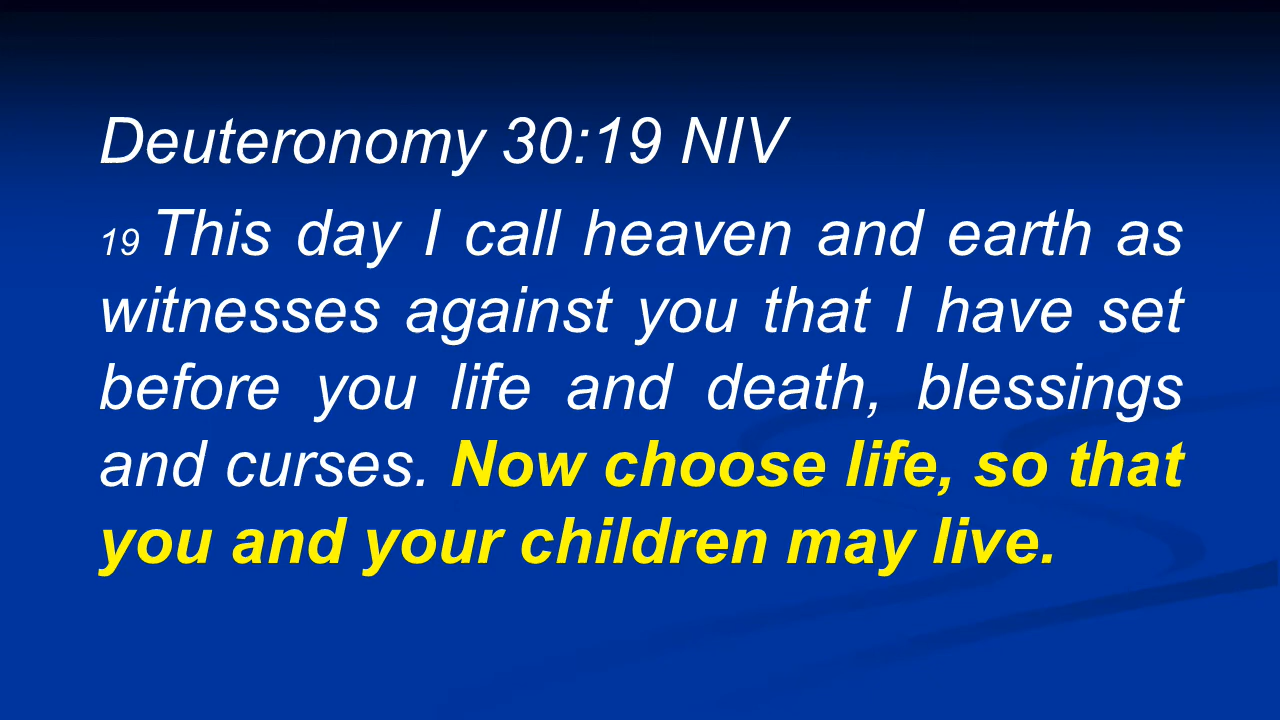 Deuteronomy 30:19 NIV
19 This day I call heaven and earth as
witnesses against you that I have set
before you life and death, blessings
and curses. Now choose life, so that
you and your children may live.